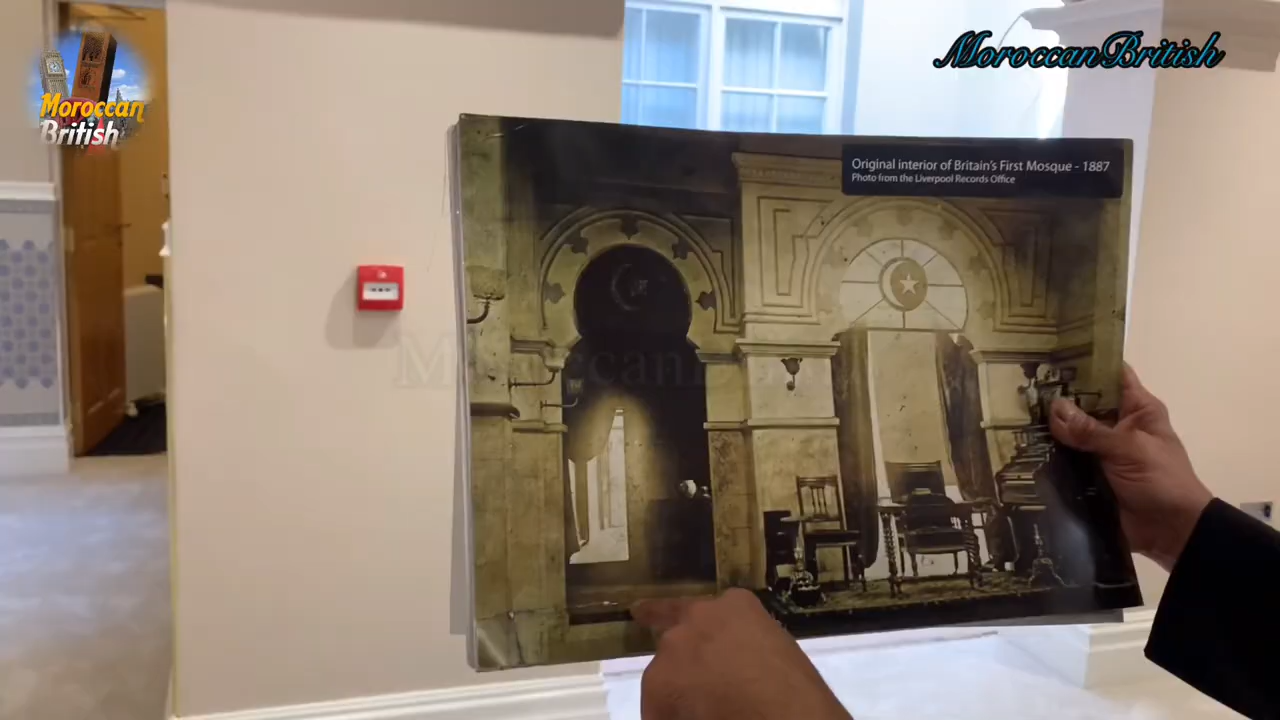 MoroccanBritish
Moroccan
British
Original interior of Britain's First Mosque - 1887
Photo from the Liverpool Records Office